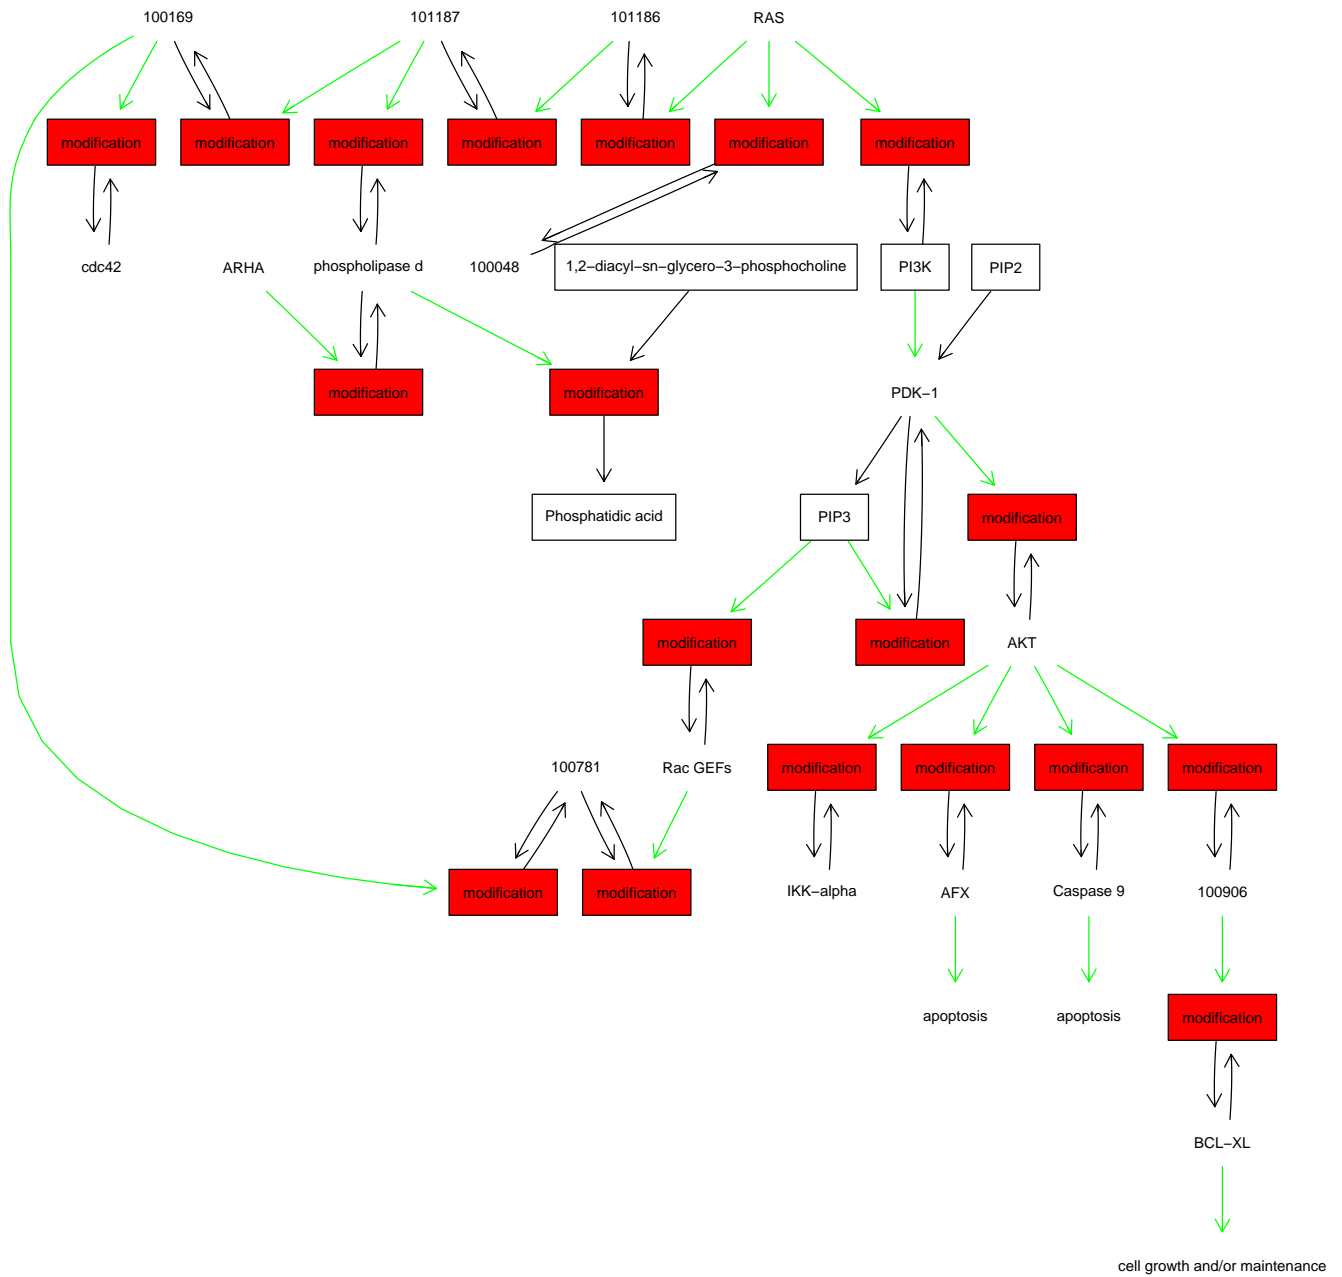 100169
101187
101186
RAS
modification
modification
modification
modification
modification
modification
modification
cdc42
ARHA
phospholipase d
100048
1,2−diacyl−sn−glycero−3−phosphocholine
PI3K
PIP2
modification
modification
PDK−1
Phosphatidic acid
PIP3
modification
modification
modification
AKT
100781
Rac GEFs
modification
modification
modification
modification
modification
modification
IKK−alpha
AFX
Caspase 9
100906
apoptosis
apoptosis
modification
BCL−XL
cell growth and/or maintenance